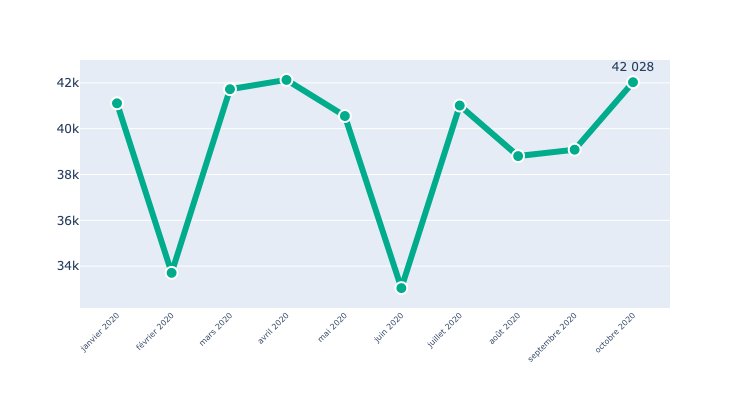 42 028
42k
40k
38k
36k
34k
janvier 2020
février 2020
mars 2020
avril 2020
mai 2020
juin 2020
juillet 2020
août 2020
septembre 2020
octobre 2020